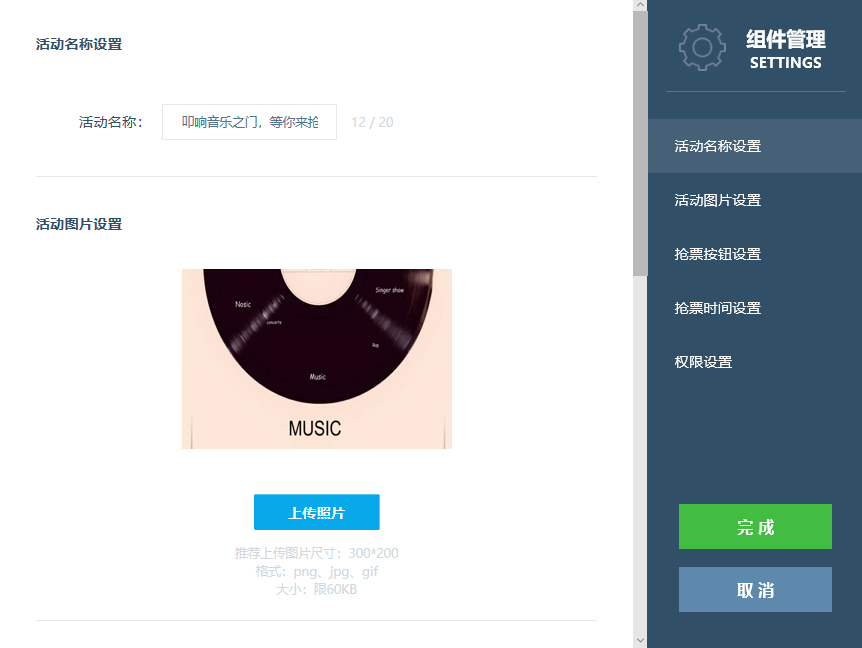 活动名称设置
活动名称： 叩响音乐之门，等你来抢 12 / 20
活动图片设置
Nosic
Singer show
concerto
Rap
Music
MUSIC
上传照片
推荐上传图片尺寸：300*200
格式：png、jpg、gif
大小：限60KB
组件管理
SETTINGS
活动名称设置
活动图片设置
抢票按钮设置
抢票时间设置
权限设置
完 成
取 消